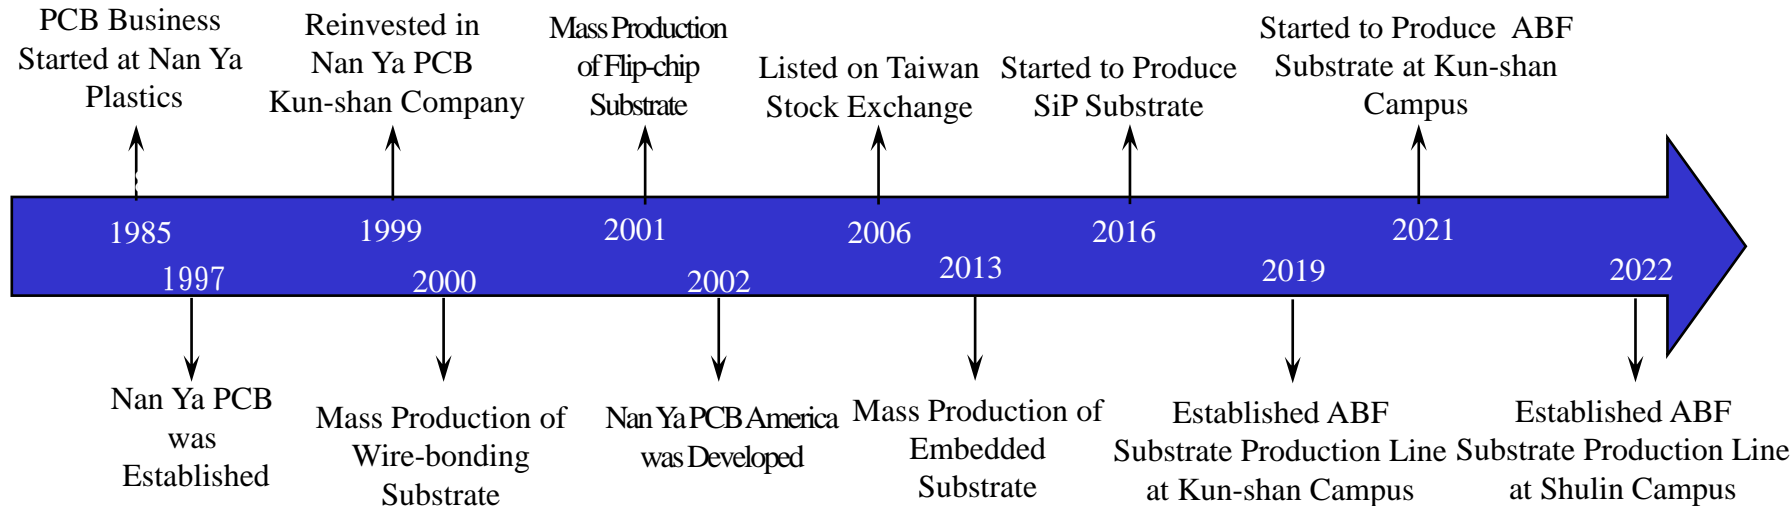 PCB Business
Started at Nan Ya
Plastics
Reinvested in
Nan Ya PCB
Kun-shan Company
Mass Production
of Flip-chip
Substrate
Listed on Taiwan
Stock Exchange
Started to Produce
SiP Substrate
Started to Produce ABF
Substrate at Kun-shan
Campus
1985
1999
2001
2006
2016
2021
1997
2000
2002
2013
2019
2022
Nan Ya PCB
was
Established
Mass Production of
Wire-bonding
Substrate
Nan Ya PCB America
was Developed
Mass Production of
Embedded
Substrate
Established ABF
Substrate Production Line
at Kun-shan Campus
Established ABF
Substrate Production Line
at Shulin Campus